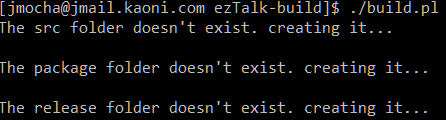 [jmocha@jmail.kaoni.com ezTalk-build]$ ./build.pl
The src folder doesn't exist. creating it...
The package folder doesn't exist. creating it...
The release folder doesn't exist. creating it...